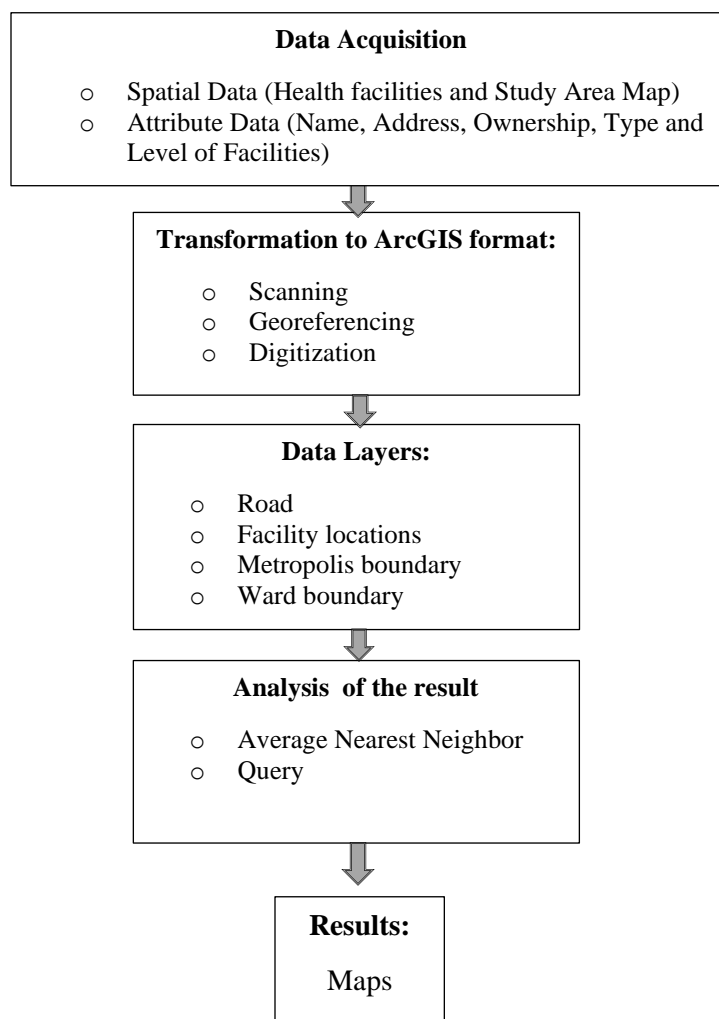 Data Acquisition
o Spatial Data (Health facilities and Study Area Map)
o Attribute Data (Name, Address, Ownership, Type and
Level of Facilities)
Transformation to ArcGIS format:
o Scanning
o Georeferencing
o Digitization
Data Layers:
o Road
o Facility locations
o Metropolis boundary
o Ward boundary
Analysis of the result
o Average Nearest Neighbor
o Query
Results:
Maps